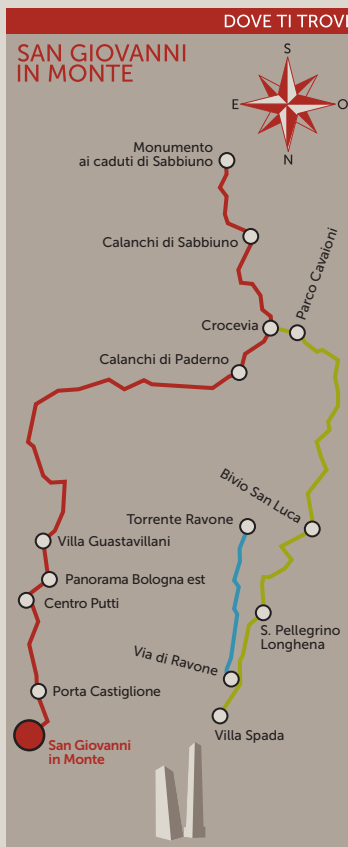 DOVE TI TROVI
SAN GIOVANNI
IN MONTE
S
E
O
N
Monumento
ai caduti di Sabbiuno
Calanchi di Sabbiuno
Parco Cavaioni
Crocevia
Calanchi di Paderno
Bivio San Luca
Torrente Ravone
Villa Guastavillani
Panorama Bologna est
Centro Putti
S. Pellegrino
Longhena
Via di Ravone
Porta Castiglione
Villa Spada
San Giovanni
in Monte